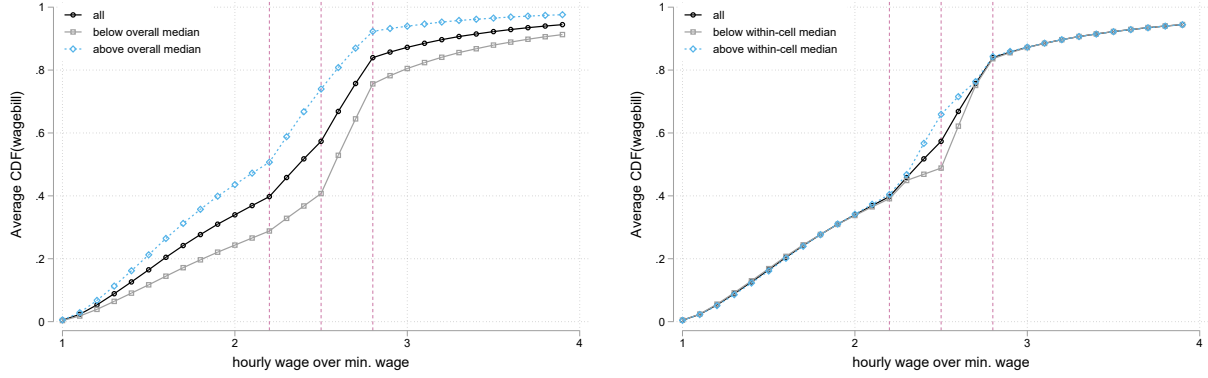 1
.8
.6
.4
.2
0
Average CDF(wagebill)
all
below overall median
above overall median
1
2
3
4
hourly wage over min. wage
1
.8
.6
.4
.2
0
Average CDF(wagebill)
all
below within-cell median
above within-cell median
1
2
3
4
hourly wage over min. wage